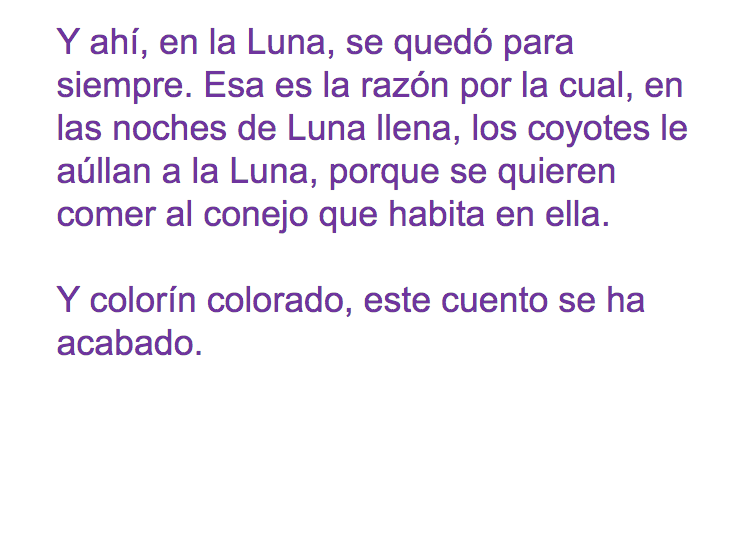 Y ahí, en la Luna, se quedó para
siempre. Esa es la razón por la cual, en
las noches de Luna llena, los coyotes le
aúllan a la Luna, porque se quieren
comer al conejo que habita en ella.
Y colorín colorado, este cuento se ha
acabado.